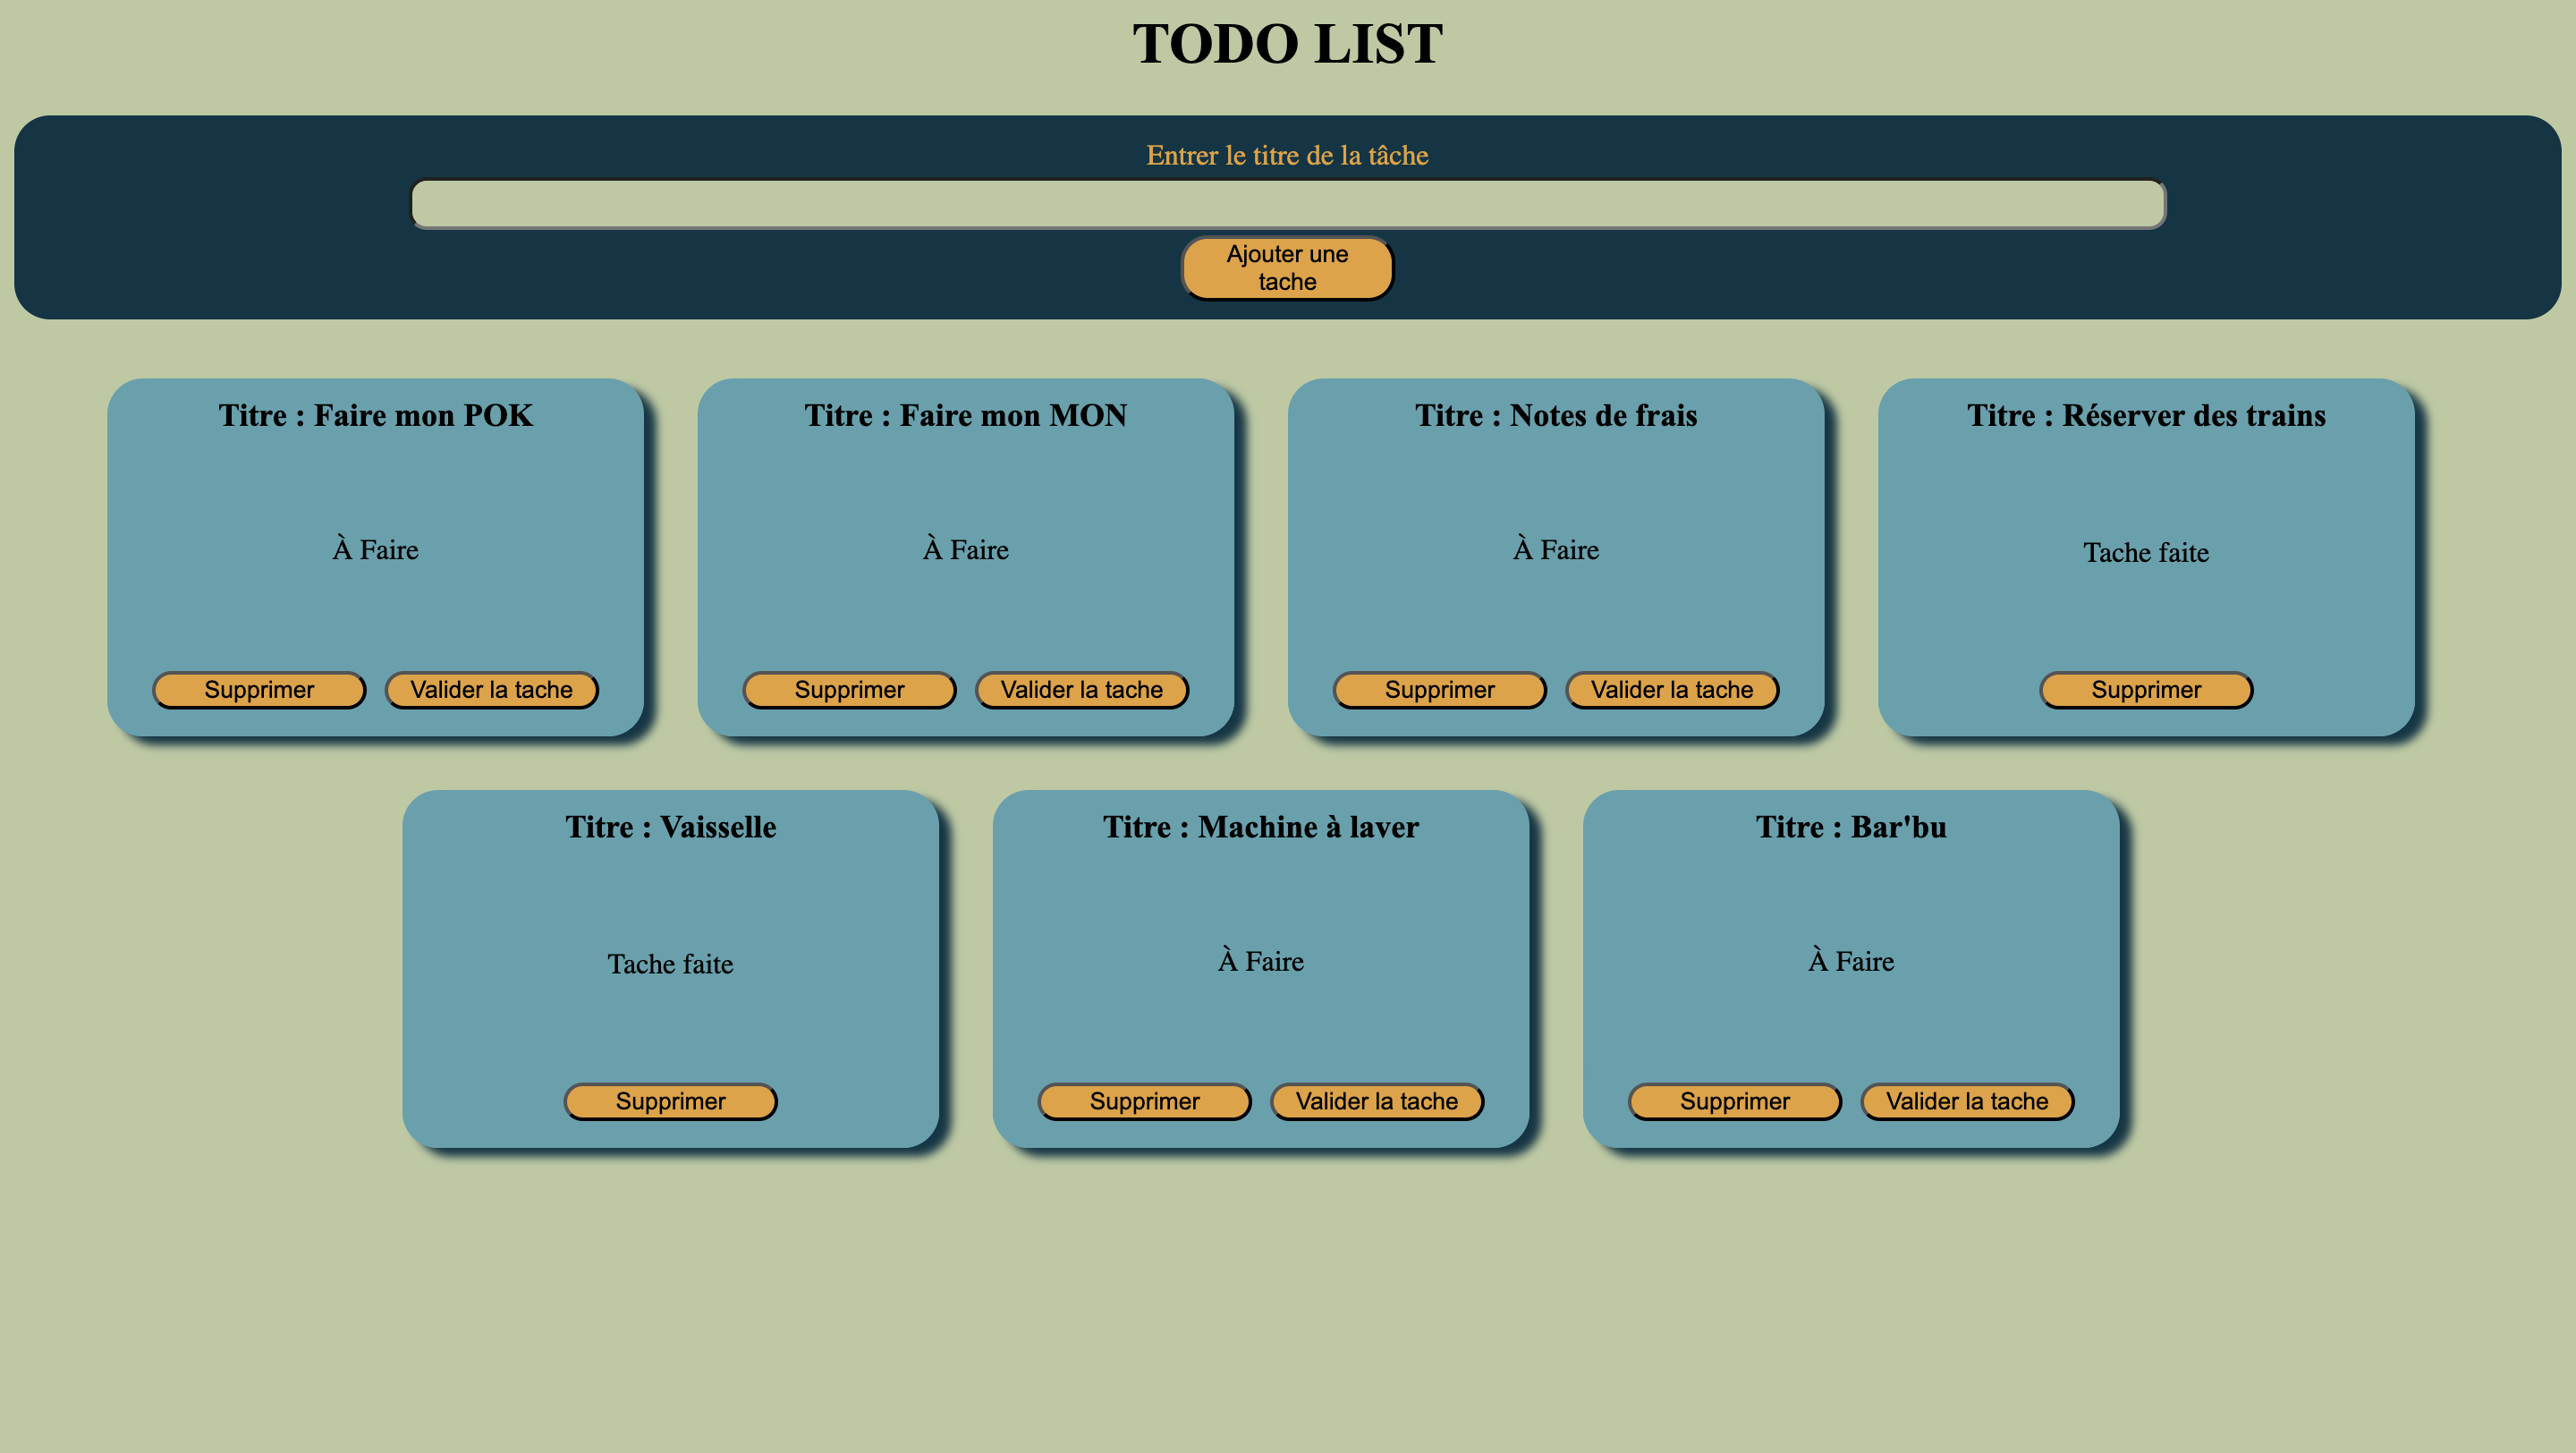 TODO LIST
Entrer le titre de la tâche
Ajouter une
tache
Titre : Faire mon POK
À Faire
Supprimer
Valider la tache
Titre : Faire mon MON
À Faire
Supprimer
Valider la tache
Titre : Notes de frais
À Faire
Supprimer
Valider la tache
Titre : Réserver des trains
Tache faite
Supprimer
Titre : Vaisselle
Tache faite
Supprimer
Titre : Machine à laver
À Faire
Supprimer
Valider la tache
Titre : Bar'bu
À Faire
Supprimer
Valider la tache